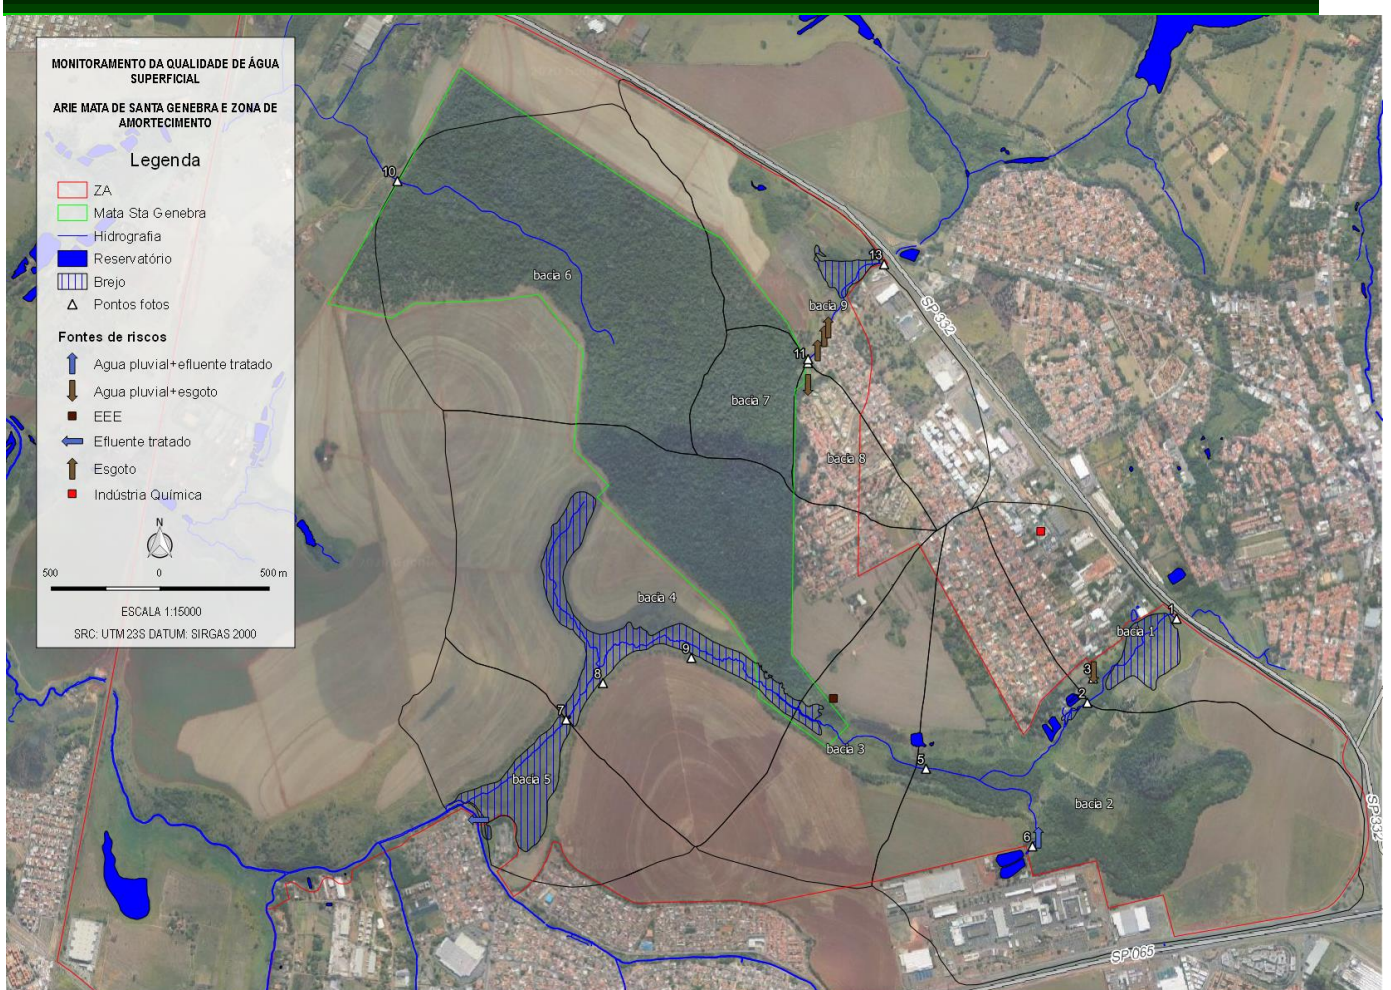 MONITORAMENTO DA QUALIDADE DE ÁGUA
SUPERFICIAL
ARIE MATA DE SANTA GENEBRA E ZONA DE
AMORTECIMENTO
Legenda
ZA
Mata Sta Genebra
Hidrografia
Reservatório
Brejo
Pontos fotos
Fontes de riscos
Agua pluvial+efluente tratado
Agua pluvial+esgoto
EEE
Efluente tratado
Esgoto
Indústria Química
N
500 0 500 m
ESCALA 1:15000
SRC: UTM 23S DATUM: SIRGAS 2000
10
13
bacia 6
bacia 9
SP 332
11
bacia 7
bacia 8
bacia 4
1
bacia 1
9
3
8
2
7
bacia 3
5
bacia 5
bacia 2
SP 332
6
SP 065